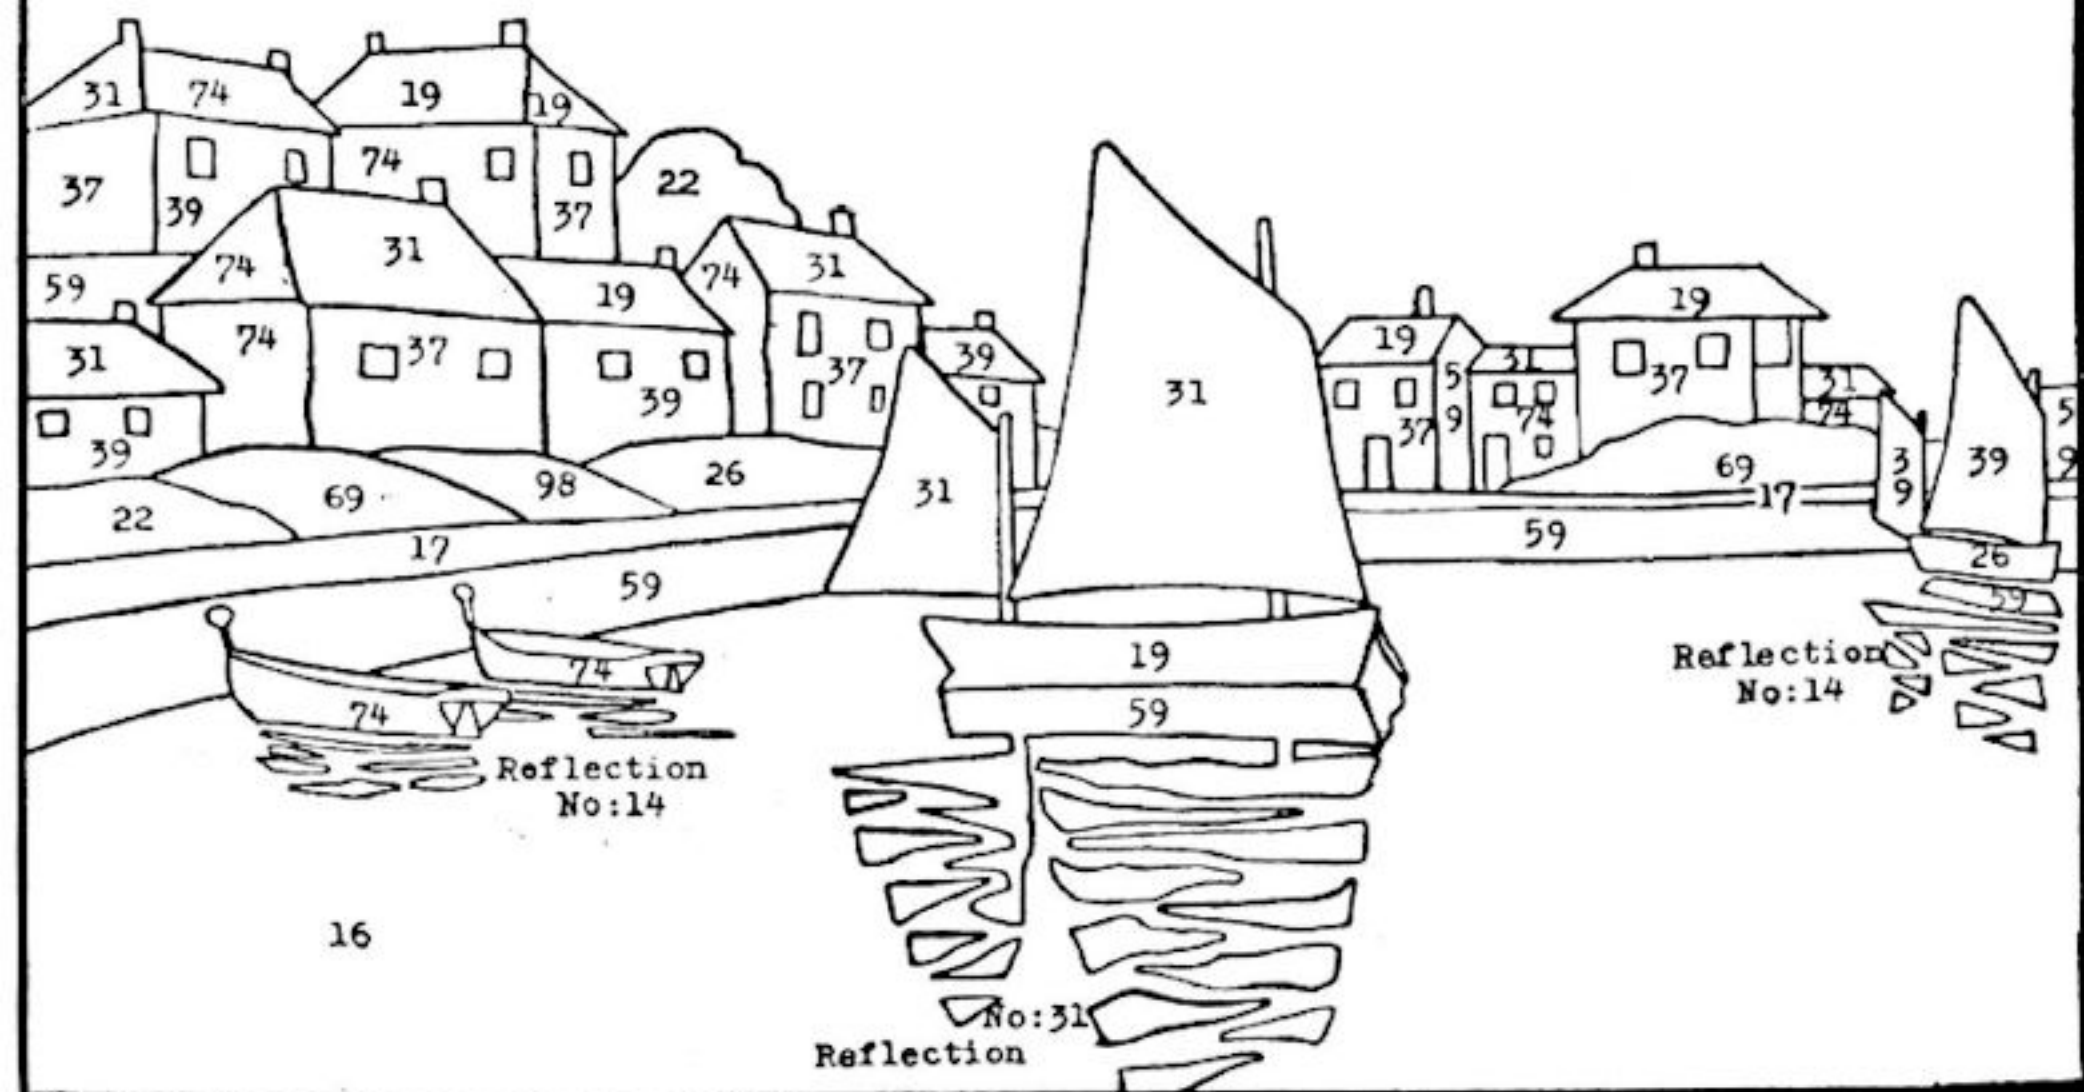 31 74 19 19
37 39 74 37 22
59 74 31 19 74 31
31 74 37 39 37 39
39
31 31
19 5 9 31 19 31
37 74 37 74
3 9 39 5 9
22 69 98 26 69
17 17
59 59
26
59
74 74
19
59
Reflection
No:14
Reflection
No:14
16
No:31
Reflection